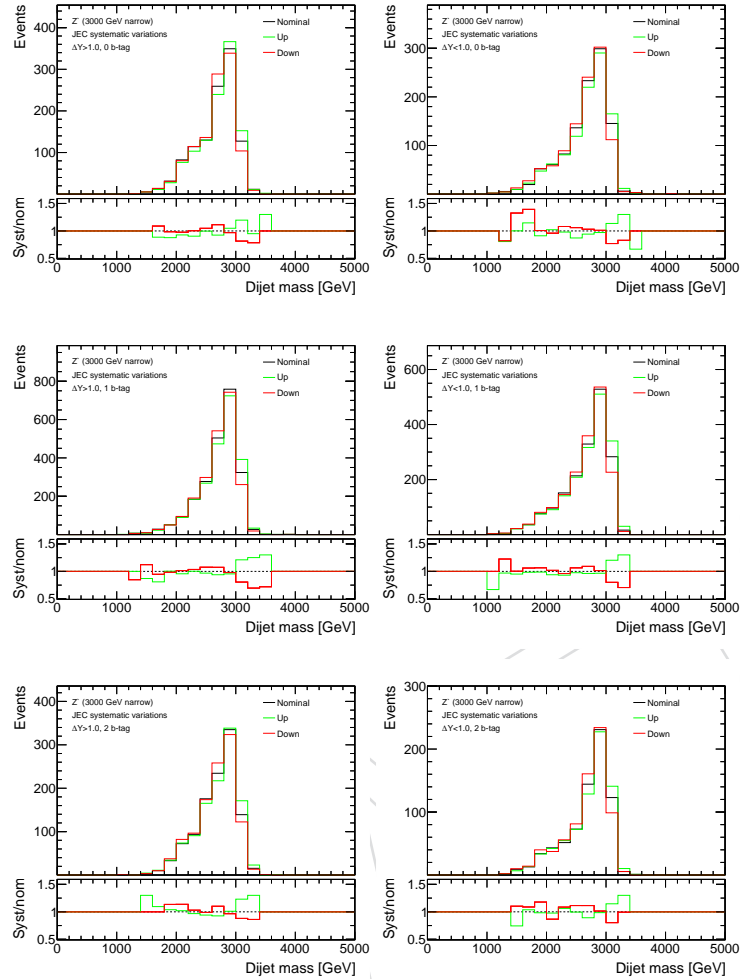 Events
400
300
200
100
Z' (3000 GeV narrow)
JEC systematic variations
ΔY>1.0, 0 b-tag
Nominal
Up
Down
Syst/nom
1.5
1
0.5
0 1000 2000 3000 4000 5000
Dijet mass [GeV]
Events
300
200
100
Z' (3000 GeV narrow)
JEC systematic variations
ΔY<1.0, 0 b-tag
Nominal
Up
Down
Syst/nom
1.5
1
0.5
0 1000 2000 3000 4000 5000
Dijet mass [GeV]
Events
800
600
400
200
Z' (3000 GeV narrow)
JEC systematic variations
ΔY>1.0, 1 b-tag
Nominal
Up
Down
Syst/nom
1.5
1
0.5
0 1000 2000 3000 4000 5000
Dijet mass [GeV]
Events
600
400
200
Z' (3000 GeV narrow)
JEC systematic variations
ΔY<1.0, 1 b-tag
Nominal
Up
Down
Syst/nom
1.5
1
0.5
0 1000 2000 3000 4000 5000
Dijet mass [GeV]
Events
400
300
200
100
Z' (3000 GeV narrow)
JEC systematic variations
ΔY>1.0, 2 b-tag
Nominal
Up
Down
Syst/nom
1.5
1
0.5
0 1000 2000 3000 4000 5000
Dijet mass [GeV]
Events
300
200
100
Z' (3000 GeV narrow)
JEC systematic variations
ΔY<1.0, 2 b-tag
Nominal
Up
Down
Syst/nom
1.5
1
0.5
0 1000 2000 3000 4000 5000
Dijet mass [GeV]